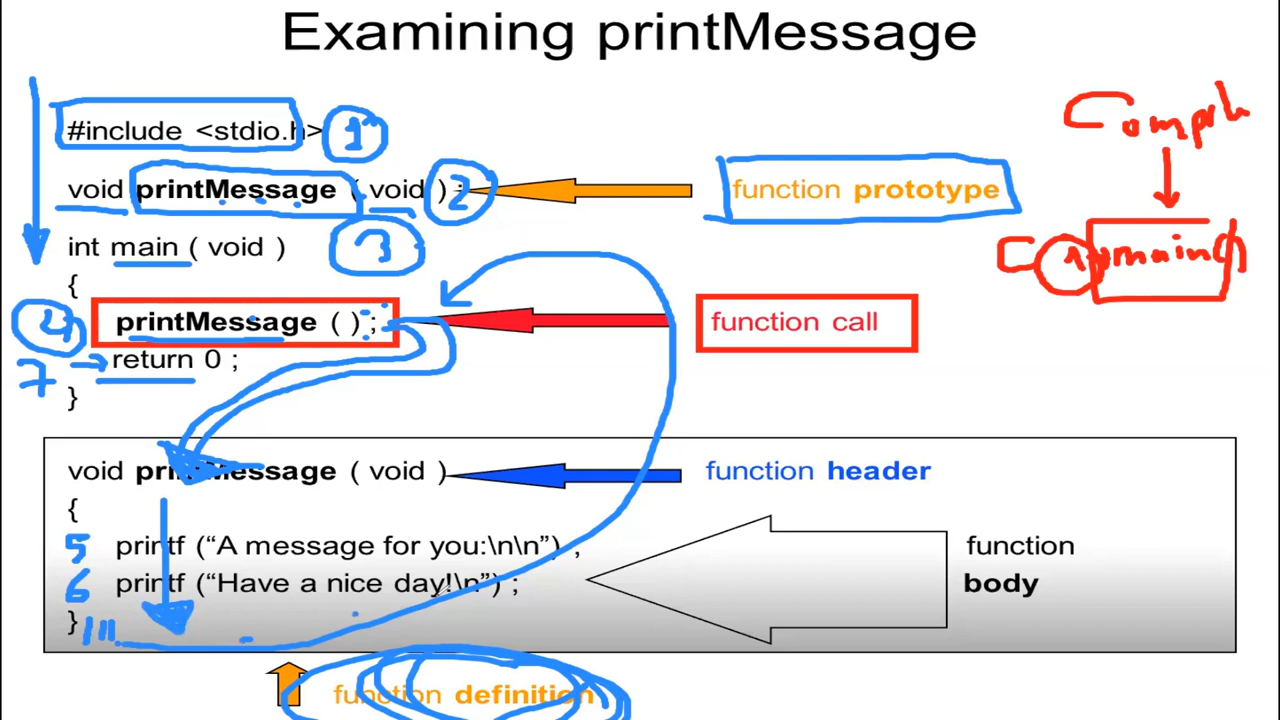 Examining printMessage
#include <stdio.h> 1
void printMessage ( void ) ; 2 function prototype
3
int main ( void )
{
4 printMessage ( ) ; function call
7 return 0 ;
}
void printMessage ( void ) function header
{
5 printf (“A message for you:\n\n”) ; function
6 printf (“Have a nice day!\n”) ; body
}
function definition
main()